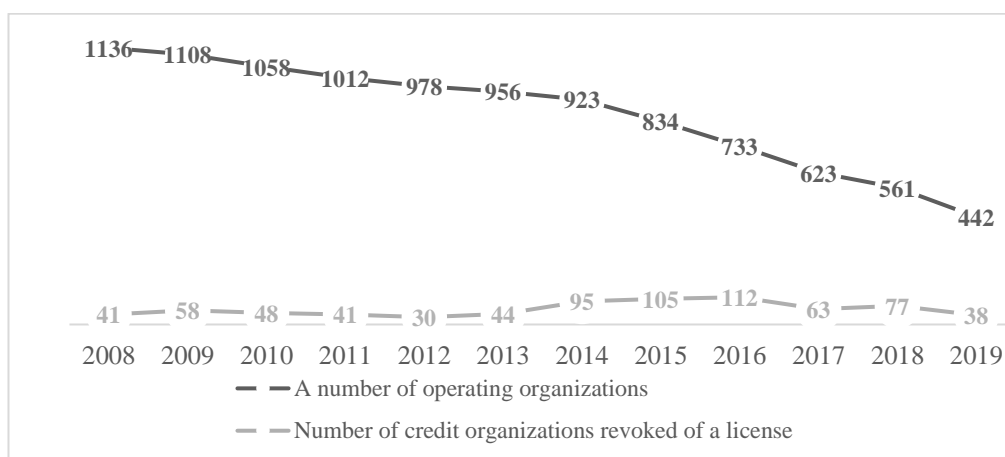 1136 1108 1058 1012 978 956 923 834 733 623 561 442
41 58 48 41 30 44 95 105 112 63 77 38
2008 2009 2010 2011 2012 2013 2014 2015 2016 2017 2018 2019
A number of operating organizations
Number of credit organizations revoked of a license